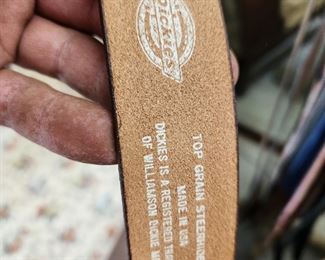 DICKIES
TOP GRAIN STEERHIDE
MADE IN USA
DICKIES IS A REGISTERED
OF WILLIAMSON DICKIE